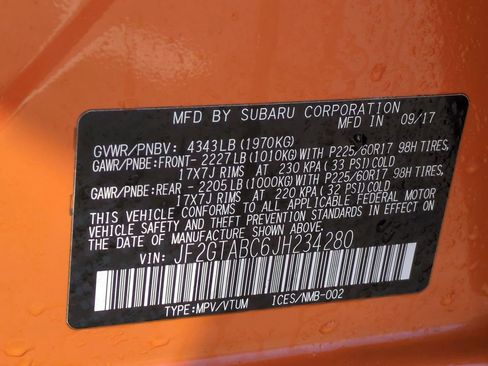 MFD BY SUBARU CORPORATION
MFD IN 09/17
GVWR/PNBV: 4343LB (1970KG)
GAWR/PNBE:FRONT- 2227LB (1010KG) WITH P225/60R17 98H TIRES,
17X7J RIMS AT 230 KPA (33 PSI) COLD
GAWR/PNBE:REAR - 2205LB (1000KG) WITH P225/60R17 98H TIRES,
17X7J RIMS AT 220 KPA (32 PSI) COLD
THIS VEHICLE CONFORMS TO ALL APPLICABLE FEDERAL MOTOR
VEHICLE SAFETY AND THEFT PREVENTION STANDARDS IN EFFECT
ON THE DATE OF MANUFACTURE SHOWN ABOVE.
VIN: JF2GTABC6JH234280
TYPE:MPV/VTUM ICES/NMB-002